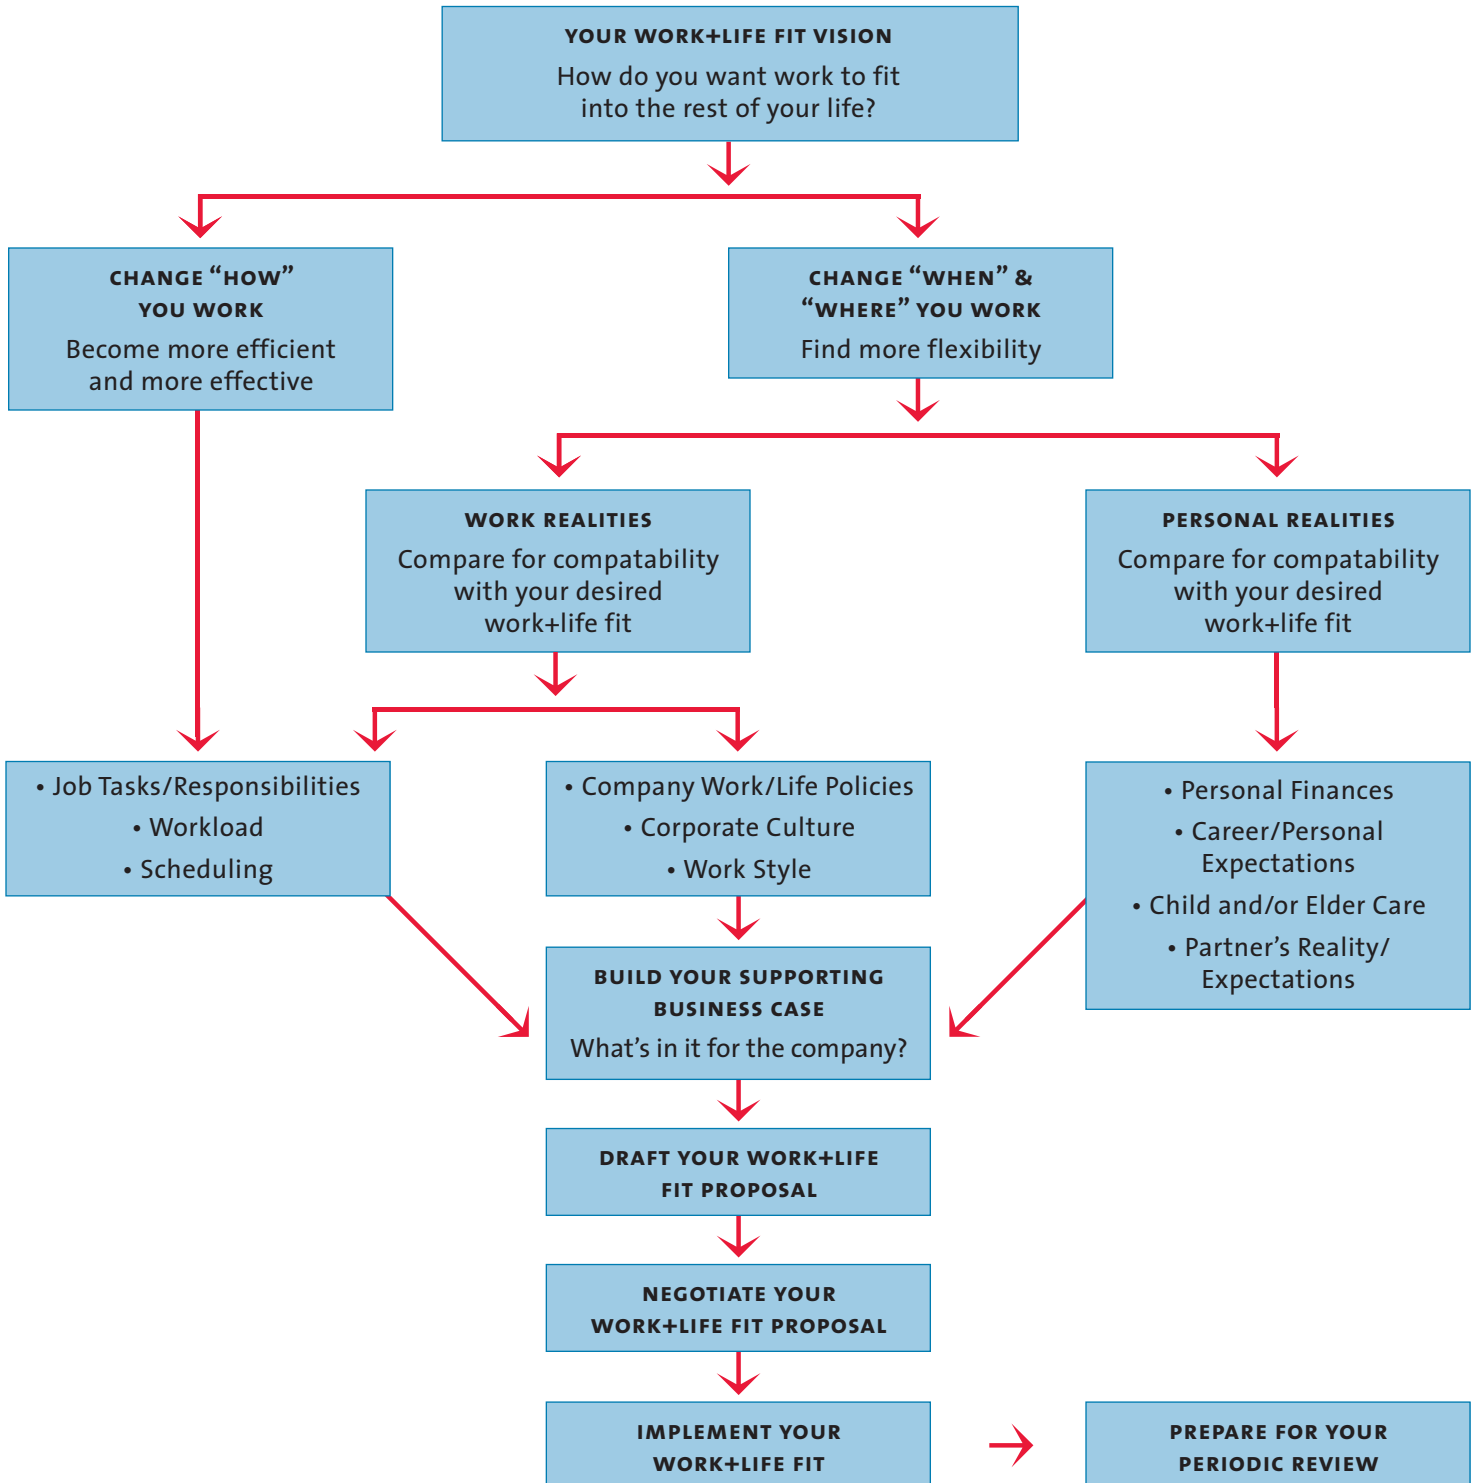 YOUR WORK+LIFE FIT VISION
How do you want work to fit
into the rest of your life?
CHANGE “HOW”
YOU WORK
Become more efficient
and more effective
CHANGE “WHEN” &
“WHERE” YOU WORK
Find more flexibility
WORK REALITIES
Compare for compatability
with your desired
work+life fit
PERSONAL REALITIES
Compare for compatability
with your desired
work+life fit
• Job Tasks/Responsibilities
• Workload
• Scheduling
• Company Work/Life Policies
• Corporate Culture
• Work Style
• Personal Finances
• Career/Personal
Expectations
• Child and/or Elder Care
• Partner’s Reality/
Expectations
BUILD YOUR SUPPORTING
BUSINESS CASE
What’s in it for the company?
DRAFT YOUR WORK+LIFE
FIT PROPOSAL
NEGOTIATE YOUR
WORK+LIFE FIT PROPOSAL
IMPLEMENT YOUR
WORK+LIFE FIT
PREPARE FOR YOUR
PERIODIC REVIEW